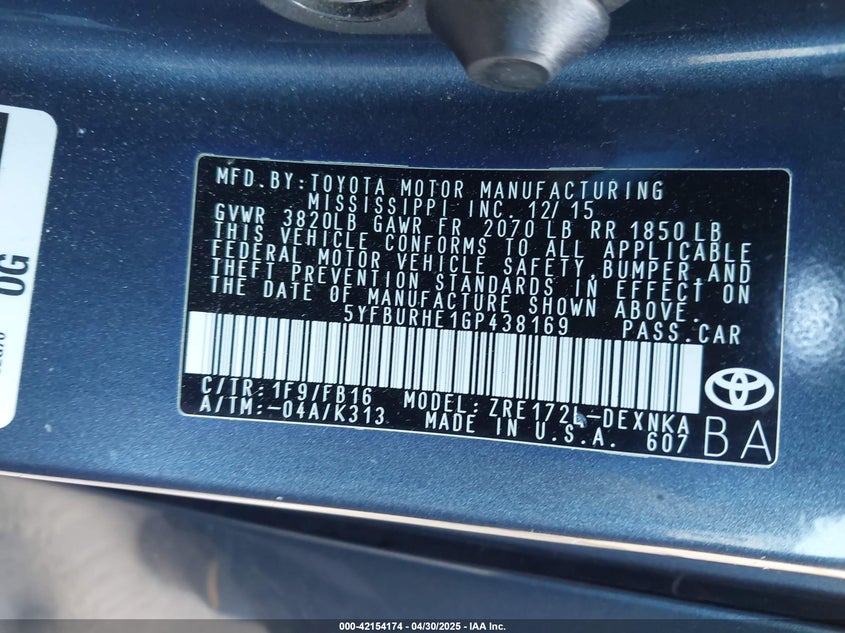 MFD.BY:TOYOTA MOTOR MANUFACTURING
MISSISSIPPI INC. 12/15
GVWR 3820LB GAWR FR 2070 LB RR 1850 LB
THIS VEHICLE CONFORMS TO ALL APPLICABLE
FEDERAL MOTOR VEHICLE SAFETY,BUMPER,AND
THEFT PREVENTION STANDARDS IN EFFECT ON
THE DATE OF MANUFACTURE SHOWN ABOVE.
5YFBURHE1GP438169 PASS.CAR
C/TR:1F9/FB16 MODEL:ZRE172L-DEXNKA
A/TM:-04A/K313 MADE IN U.S.A. 607
BA
0G
000-42154174 | 04/30/2025 - IAA Inc.